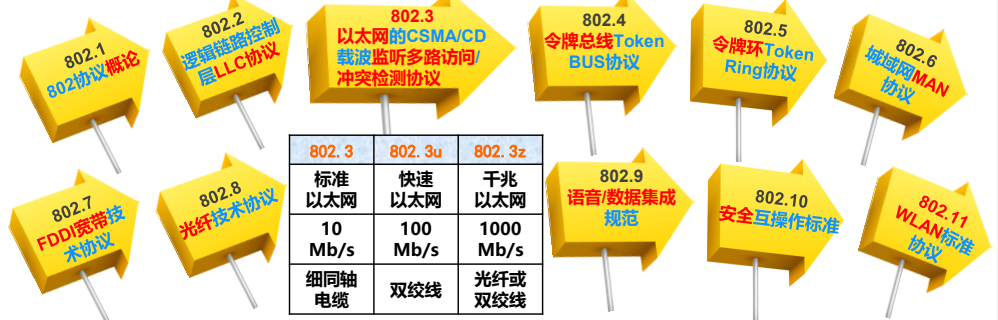 802.1
802协议概论
802.2
逻辑链路控制
层LLC协议
802.3
以太网的CSMA/CD
载波监听多路访问/
冲突检测协议
802.4
令牌总线Token
BUS协议
802.5
令牌环Token
Ring协议
802.6
城域网MAN
协议
802.7
FDDI宽带技
术协议
802.8
光纤技术协议
802.3 802.3u 802.3z
标准 快速 千兆
以太网 以太网 以太网
10 100 1000
Mb/s Mb/s Mb/s
细同轴 双绞线 光纤或
电缆 双绞线
802.9
语音/数据集成
规范
802.10
安全互操作标准
802.11
WLAN标准
协议